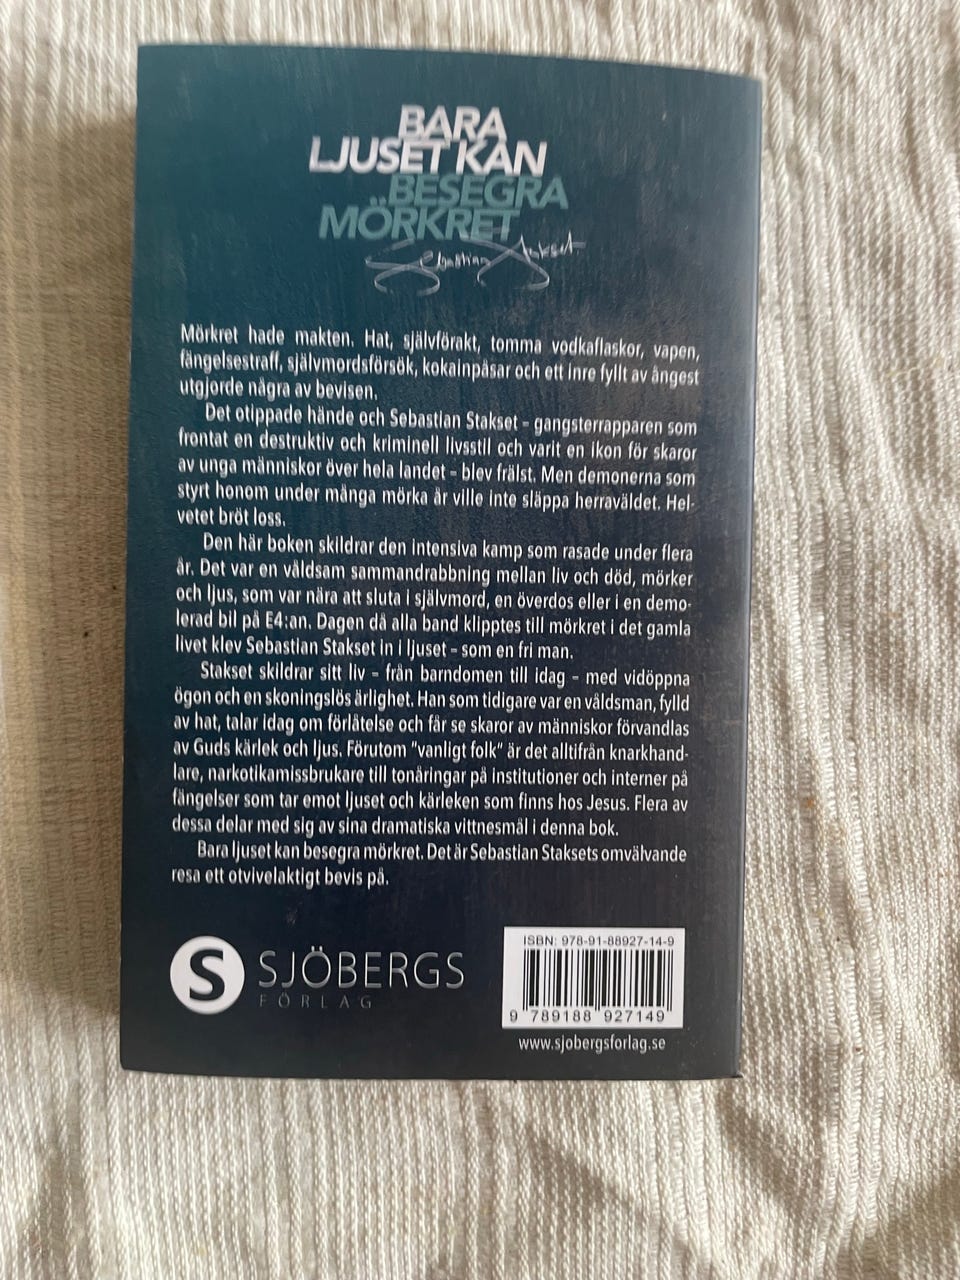 BARA
LJUSET KAN
BESEGRA
MÖRKRET
Sebastian Stakset
Mörkret hade makten. Hat, självförakt, tomma vodkaflaskor, vapen,
fängelsestraff, självmordsförsök, kokainpåsar och ett inre fyllt av ångest
utgjorde några av bevisen.
Det otippade hände och Sebastian Stakset – gangsterrapparen som
frontat en destruktiv och kriminell livsstil och varit en ikon för skaror
av unga människor över hela landet – blev frälst. Men demonerna som
styrt honom under många mörka år ville inte släppa herraväldet. Hel-
vetet bröt loss.
Den här boken skildrar den intensiva kamp som rasade under flera
år. Det var en våldsam sammandrabbning mellan liv och död, mörker
och ljus, som var nära att sluta i självmord, en överdos eller i en demo-
lerad bil på E4:an. Dagen då alla band klipptes till mörkret i det gamla
livet klev Sebastian Stakset in i ljuset – som en fri man.
Stakset skildrar sitt liv – från barndomen till idag – med vidöppna
ögon och en skoningslös ärlighet. Han som tidigare var en våldsman, fylld
av hat, talar idag om förlåtelse och får se skaror av människor förvandlas
av Guds kärlek och ljus. Förutom ”vanligt folk” är det alltifrån knarkhand-
lare, narkotikamissbrukare till tonåringar på institutioner och interner på
fängelser som tar emot ljuset och kärleken som finns hos Jesus. Flera av
dessa delar med sig av sina dramatiska vittnesmål i denna bok.
Bara ljuset kan besegra mörkret. Det är Sebastian Staksets omvälvande
resa ett otvivelaktigt bevis på.
S SJÖBERGS
FÖRLAG
ISBN: 978-91-88927-14-9
9 789188 927149
www.sjobergsforlag.se